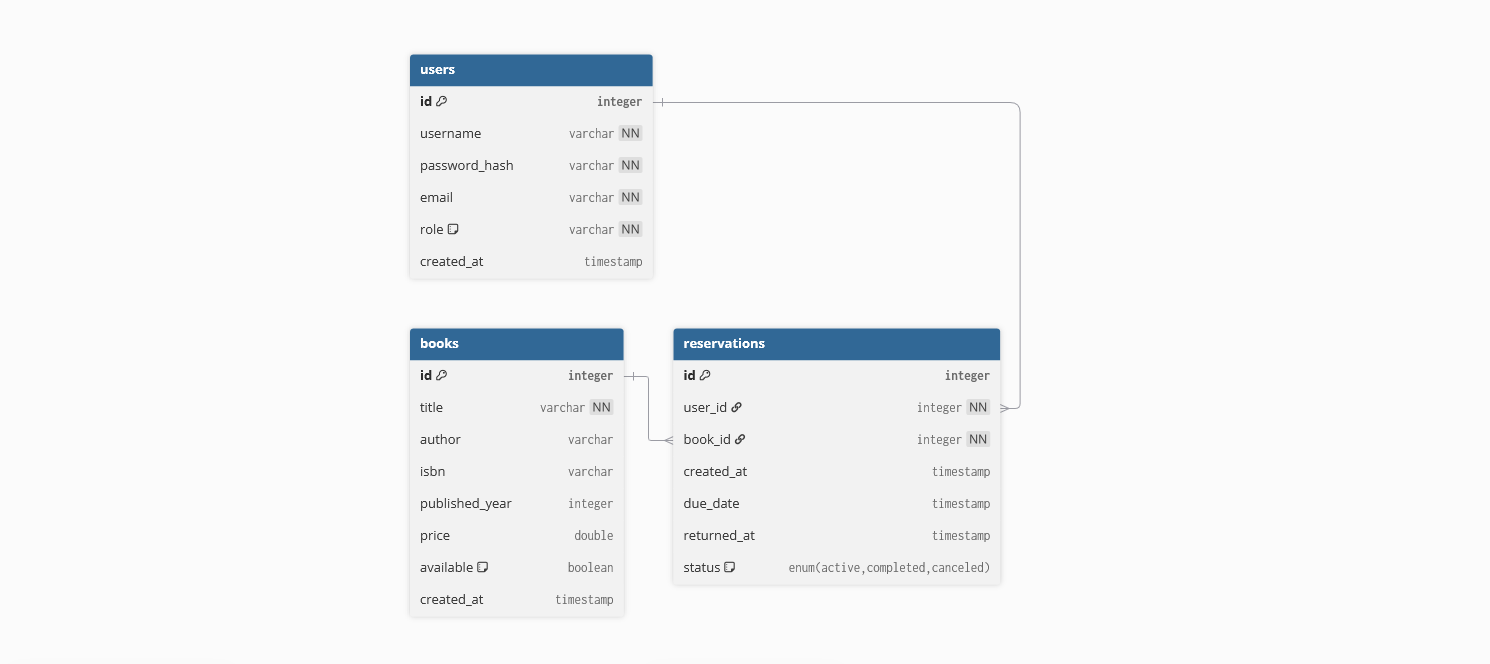 users
id integer
username varchar NN
password_hash varchar NN
email varchar NN
role varchar NN
created_at timestamp
books
id integer
title varchar NN
author varchar
isbn varchar
published_year integer
price double
available boolean
created_at timestamp
reservations
id integer
user_id integer NN
book_id integer NN
created_at timestamp
due_date timestamp
returned_at timestamp
status enum(active,completed,canceled)